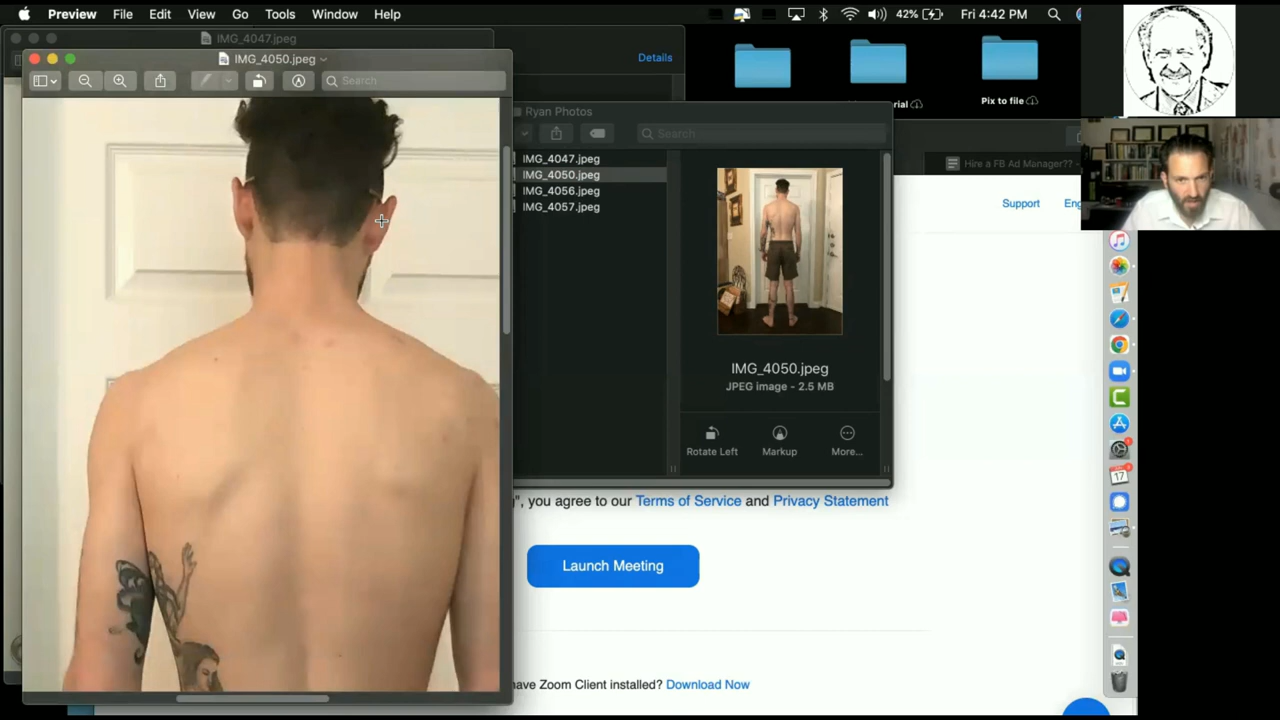 Preview File Edit View Go Tools Window Help 42% Fri 4:42 PM
IMG_4047.jpeg
IMG_4050.jpeg
Search
Details
Pix to file
Ryan Photos
Search
IMG_4047.jpeg
IMG_4050.jpeg
IMG_4056.jpeg
IMG_4057.jpeg
IMG_4050.jpeg
JPEG image - 2.5 MB
Rotate Left Markup More...
Hire a FB Ad Manager?? -
Support
17
", you agree to our Terms of Service and Privacy Statement
Launch Meeting
have Zoom Client installed? Download Now